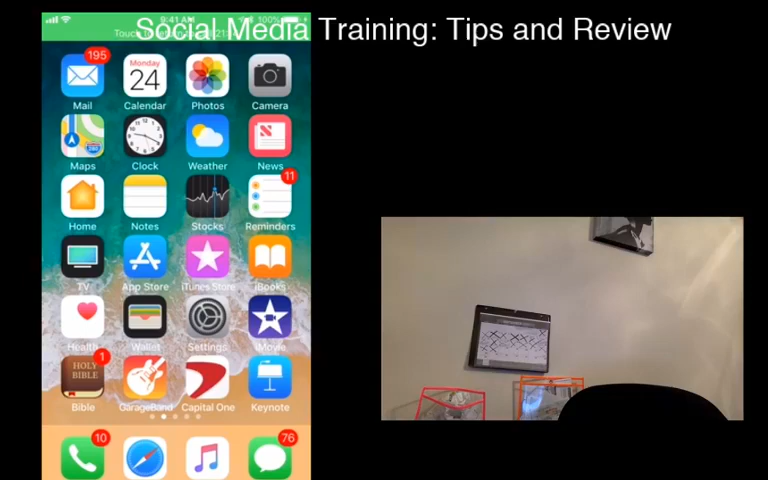 Social Media Training: Tips and Review
9:41 AM 100%
195
Monday
24
Mail Calendar Photos Camera
280
Maps Clock Weather News
11
Home Notes Stocks Reminders
TV App Store iTunes Store iBooks
Health Wallet Settings iMovie
HOLY
BIBLE
1
Bible GarageBand Capital One Keynote
10
76